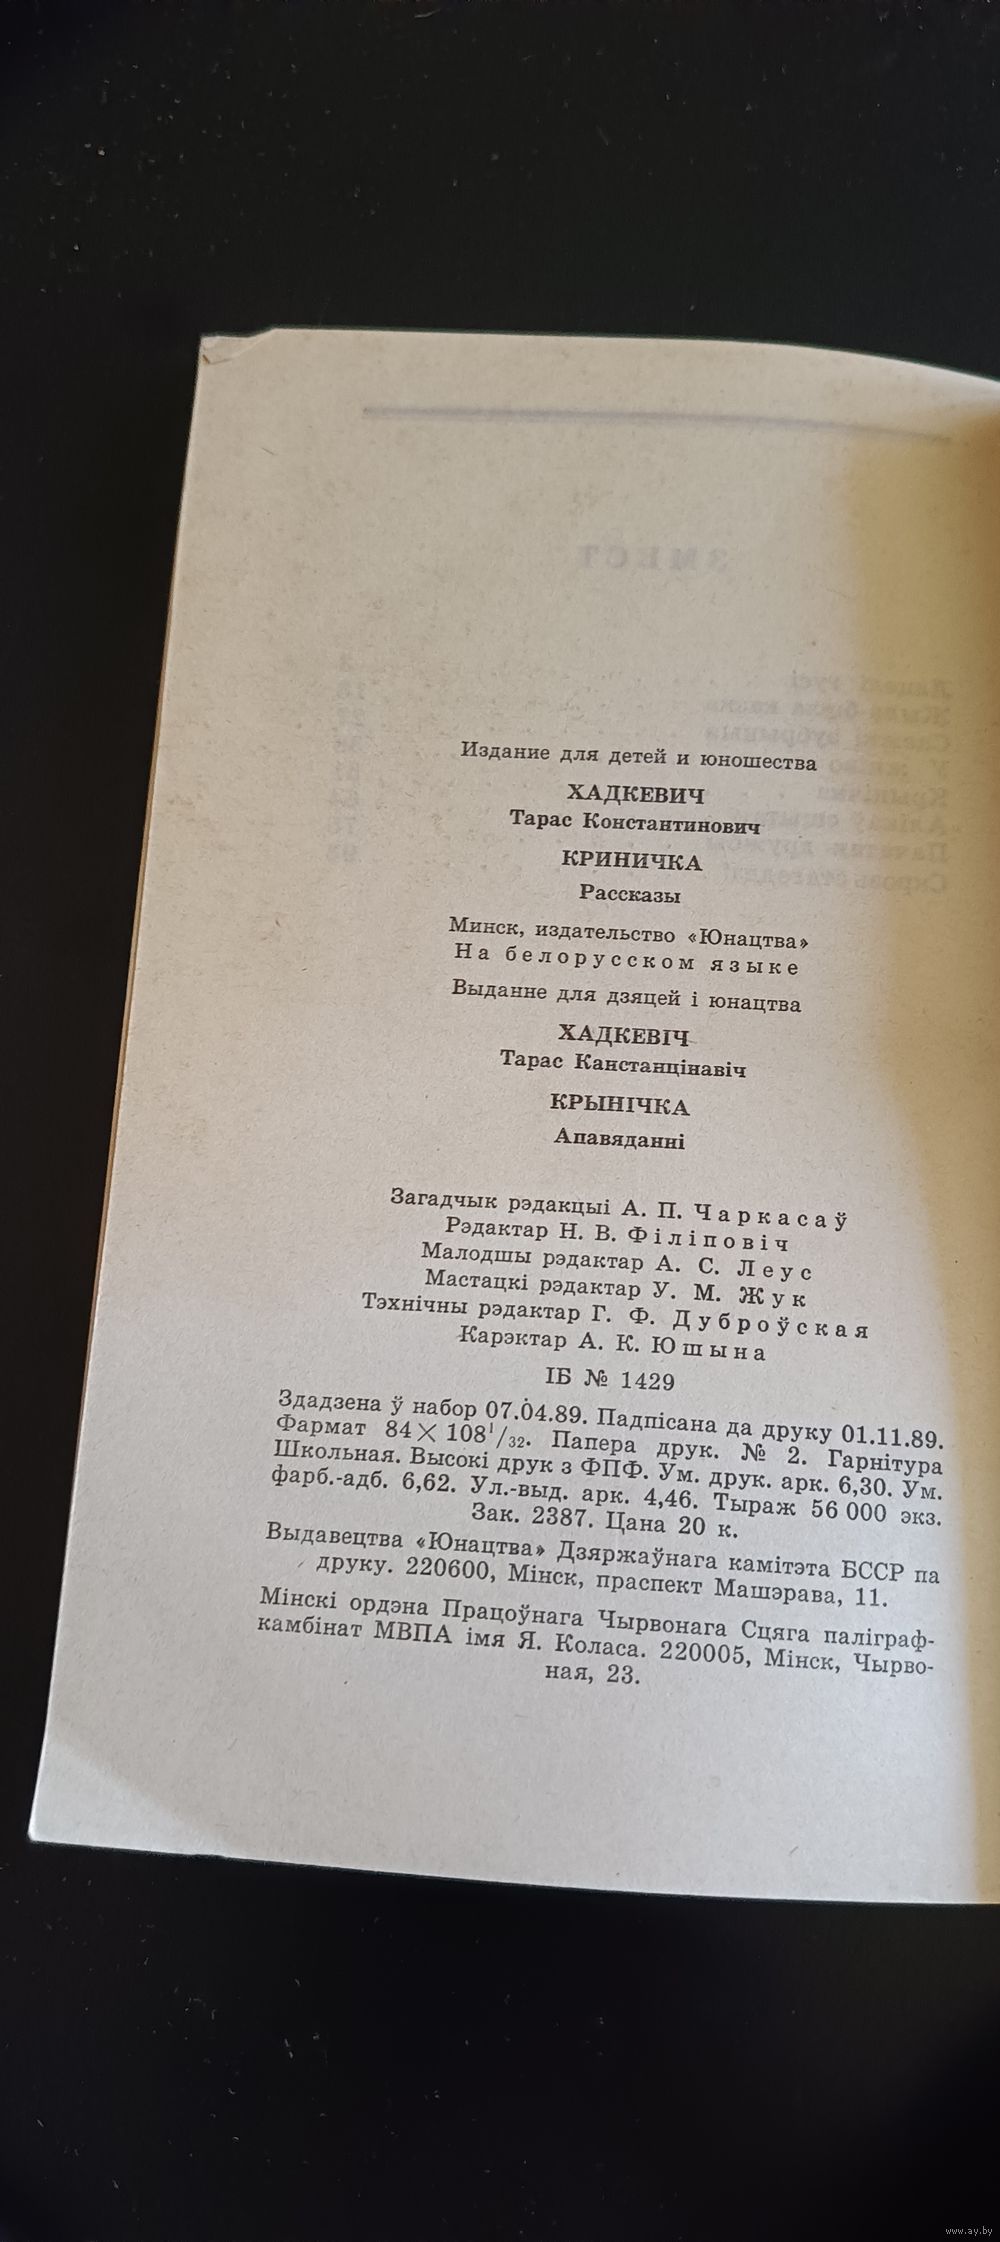 Издание для детей и юношества
ХАДКЕВИЧ
Тарас Константинович
КРИНИЧКА
Рассказы
Минск, издательство «Юнацтва»
На белорусском языке
Выданне для дзяцей і юнацтва
ХАДКЕВІЧ
Тарас Канстанцінавіч
КРЫНІЧКА
Апавяданні
Загадчык рэдакцыі А. П. Чаркасаў
Рэдактар Н. В. Філіповіч
Малодшы рэдактар А. С. Леус
Мастацкі рэдактар У. М. Жук
Тэхнічны рэдактар Г. Ф. Дуброўская
Карэктар А. К. Юшына
ІБ № 1429
Здадзена ў набор 07.04.89. Падпісана да друку 01.11.89.
Фармат 84×108¹/₃₂. Папера друк. № 2. Гарнітура
Школьная. Высокі друк з ФПФ. Ум. друк. арк. 6,30. Ум.
фарб.-адб. 6,62. Ул.-выд. арк. 4,46. Тыраж 56 000 экз.
Зак. 2387. Цана 20 к.
Выдавецтва «Юнацтва» Дзяржаўнага камітэта БССР па
друку. 220600, Мінск, праспект Машэрава, 11.
Мінскі ордэна Працоўнага Чырвонага Сцяга паліграф-
камбінат МВПА імя Я. Коласа. 220005, Мінск, Чырво-
ная, 23.
www.ay.by